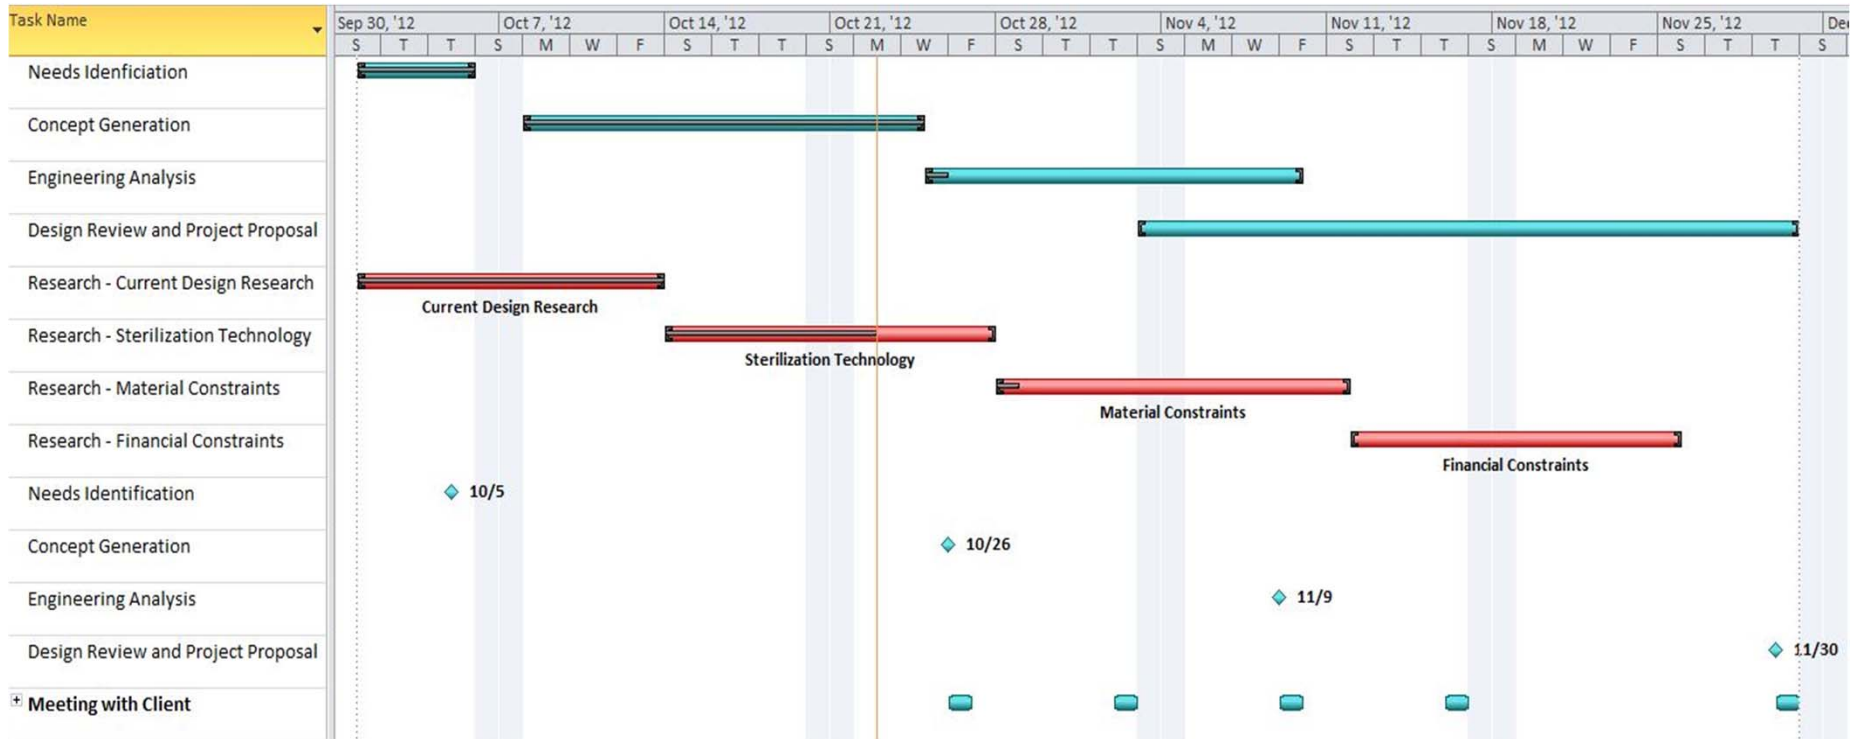 Task Name
Sep 30, '12 Oct 7, '12 Oct 14, '12 Oct 21, '12 Oct 28, '12 Nov 4, '12 Nov 11, '12 Nov 18, '12 Nov 25, '12 Dec
S T T S M W F S T T S M W F S T T S M W F S T T S M W F S T T S
Needs Idenficiation
Concept Generation
Engineering Analysis
Design Review and Project Proposal
Research - Current Design Research
Current Design Research
Research - Sterilization Technology
Sterilization Technology
Research - Material Constraints
Material Constraints
Research - Financial Constraints
Financial Constraints
Needs Identification 10/5
Concept Generation 10/26
Engineering Analysis 11/9
Design Review and Project Proposal 11/30
Meeting with Client